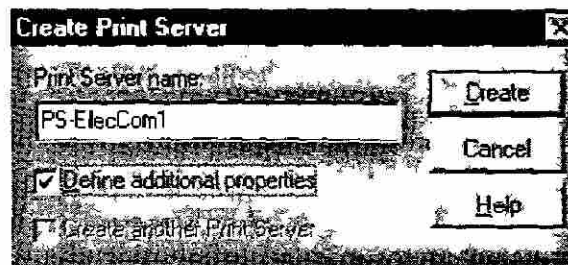 Create Print Server
Print Server name:
PS-ElecCom1
Define additional properties
Create another Print Server
Create
Cancel
Help